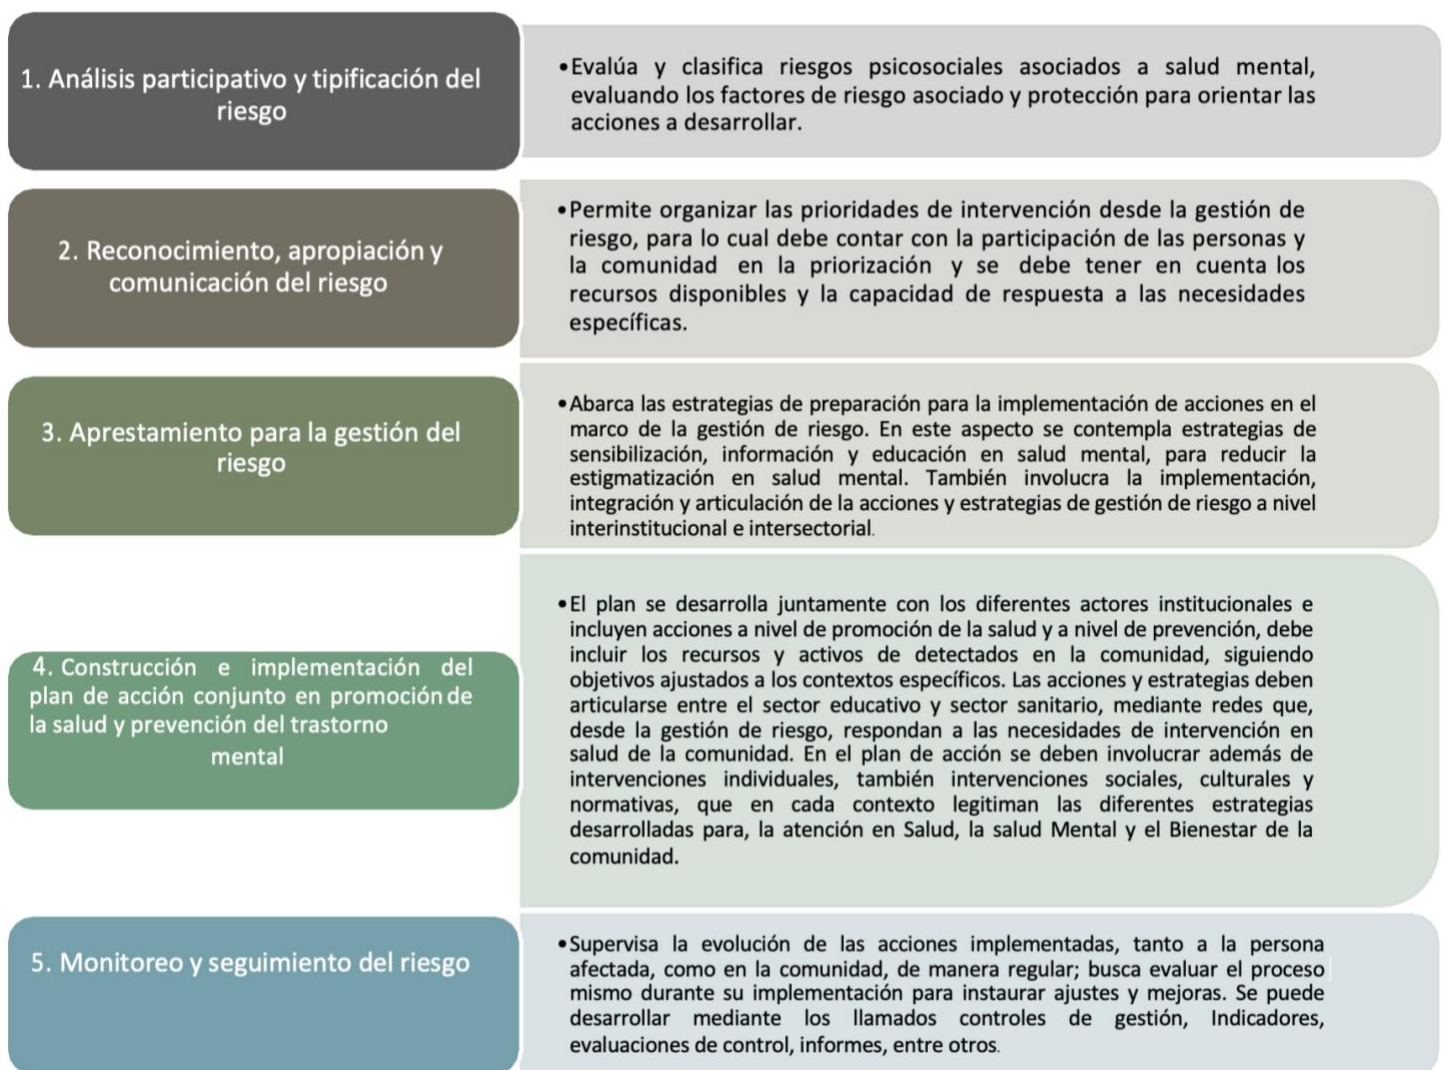 1. Análisis participativo y tipificación del
riesgo
•Evalúa y clasifica riesgos psicosociales asociados a salud mental,
evaluando los factores de riesgo asociado y protección para orientar las
acciones a desarrollar.
2. Reconocimiento, apropiación y
comunicación del riesgo
•Permite organizar las prioridades de intervención desde la gestión de
riesgo, para lo cual debe contar con la participación de las personas y
la comunidad en la priorización y se debe tener en cuenta los
recursos disponibles y la capacidad de respuesta a las necesidades
específicas.
3. Aprestamiento para la gestión del
riesgo
•Abarca las estrategias de preparación para la implementación de acciones en el
marco de la gestión de riesgo. En este aspecto se contempla estrategias de
sensibilización, información y educación en salud mental, para reducir la
estigmatización en salud mental. También involucra la implementación,
integración y articulación de la acciones y estrategias de gestión de riesgo a nivel
interinstitucional e intersectorial.
4. Construcción e implementación del
plan de acción conjunto en promoción de
la salud y prevención del trastorno
mental
•El plan se desarrolla juntamente con los diferentes actores institucionales e
incluyen acciones a nivel de promoción de la salud y a nivel de prevención, debe
incluir los recursos y activos de detectados en la comunidad, siguiendo
objetivos ajustados a los contextos específicos. Las acciones y estrategias deben
articularse entre el sector educativo y sector sanitario, mediante redes que,
desde la gestión de riesgo, respondan a las necesidades de intervención en
salud de la comunidad. En el plan de acción se deben involucrar además de
intervenciones individuales, también intervenciones sociales, culturales y
normativas, que en cada contexto legitiman las diferentes estrategias
desarrolladas para, la atención en Salud, la salud Mental y el Bienestar de la
comunidad.
5. Monitoreo y seguimiento del riesgo
•Supervisa la evolución de las acciones implementadas, tanto a la persona
afectada, como en la comunidad, de manera regular; busca evaluar el proceso
mismo durante su implementación para instaurar ajustes y mejoras. Se puede
desarrollar mediante los llamados controles de gestión, Indicadores,
evaluaciones de control, informes, entre otros.